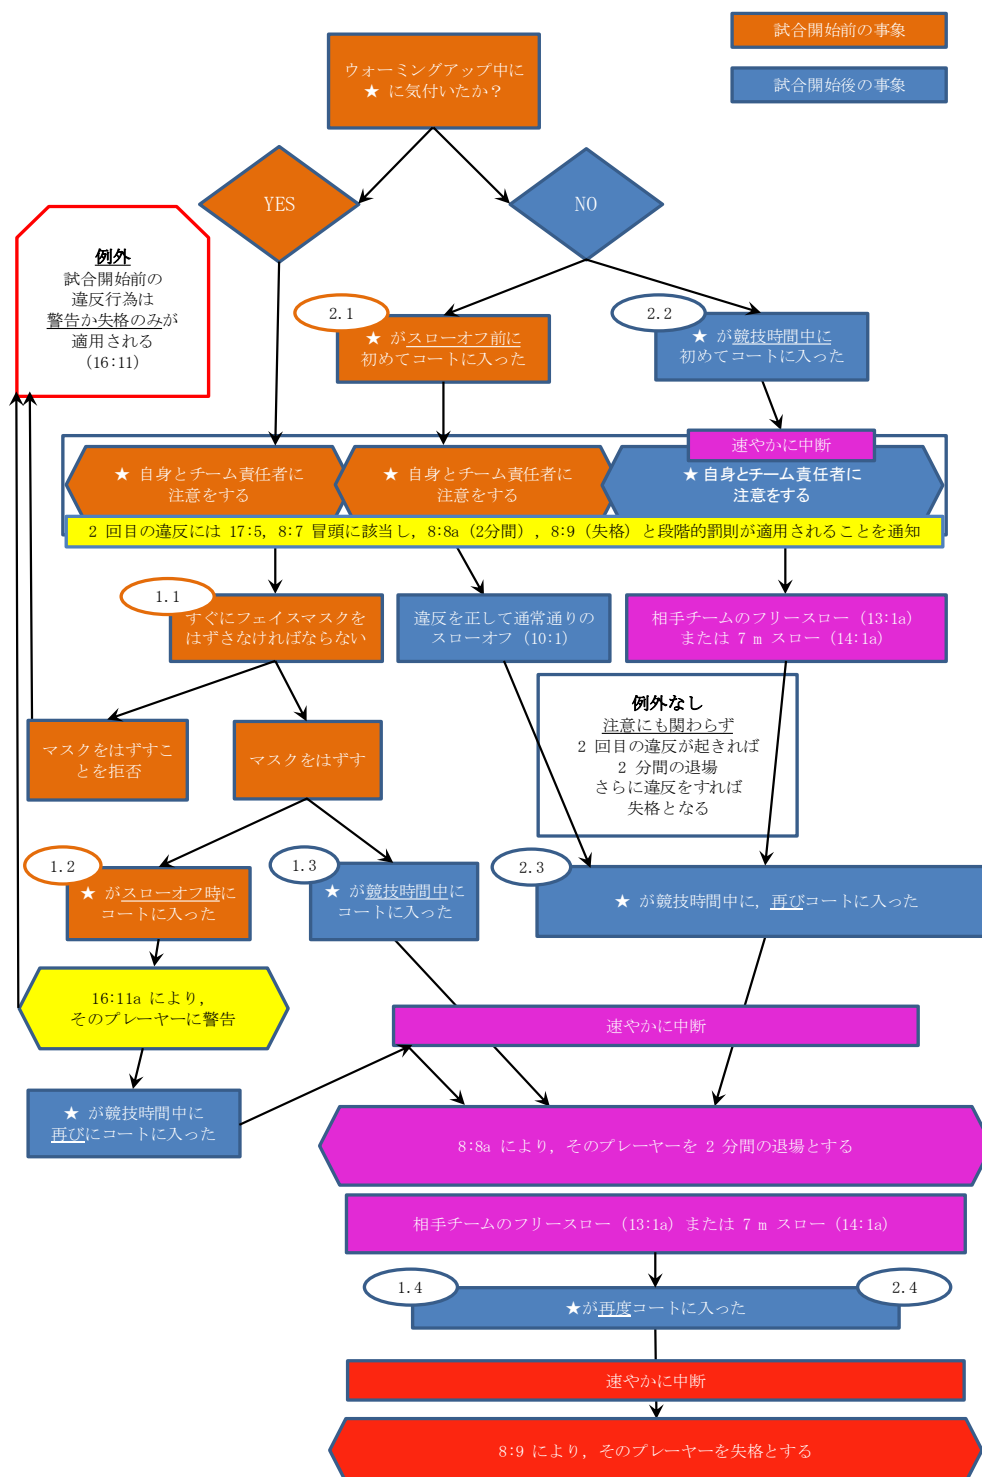 試合開始前の事象
試合開始後の事象
ウォーミングアップ中に
★ に気付いたか？
YES
NO
例外
試合開始前の
違反行為は
警告か失格のみが
適用される
(16:11)
2.1
★ がスローオフ前に
初めてコートに入った
2.2
★ が競技時間中に
初めてコートに入った
速やかに中断
★ 自身とチーム責任者に
注意をする
★ 自身とチーム責任者に
注意をする
★ 自身とチーム責任者に
注意をする
2 回目の違反には 17:5, 8:7 冒頭に該当し, 8:8a（2分間）, 8:9（失格）と段階的罰則が適用されることを通知
1.1
すぐにフェイスマスクを
はずさなければならない
違反を正して通常通りの
スローオフ（10:1）
相手チームのフリースロー（13:1a）
または 7 m スロー（14:1a）
例外なし
注意にも関わらず
2 回目の違反が起きれば
2 分間の退場
さらに違反をすれば
失格となる
マスクをはずすこ
とを拒否
マスクをはずす
1.2
★ がスローオフ時に
コートに入った
1.3
★ が競技時間中に
コートに入った
2.3
★ が競技時間中に, 再びコートに入った
16:11a により,
そのプレーヤーに警告
速やかに中断
★ が競技時間中に
再びにコートに入った
8:8a により, そのプレーヤーを 2 分間の退場とする
相手チームのフリースロー（13:1a）または 7 m スロー（14:1a）
1.4
2.4
★が再度コートに入った
速やかに中断
8:9 により, そのプレーヤーを失格とする